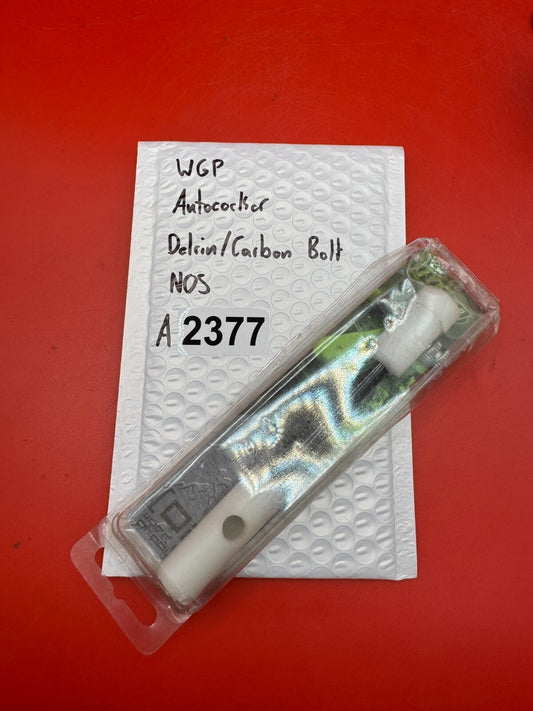 WGP
Autococker
Delrin/Carbon Bolt
NOS
A 2377